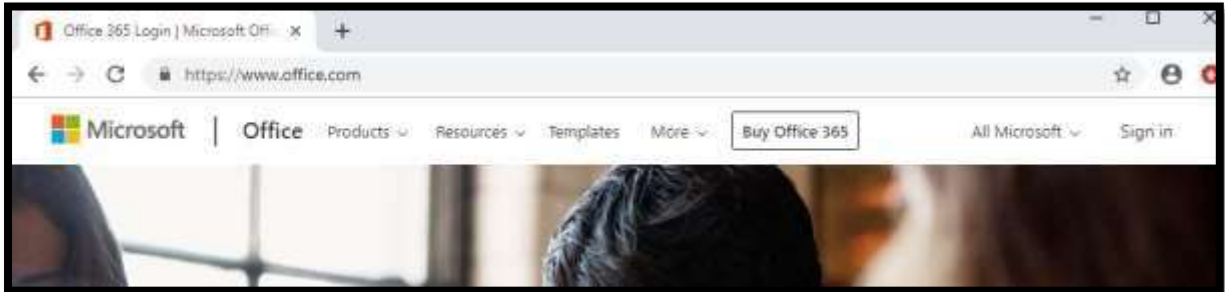 Office 365 Login | Microsoft Off
https://www.office.com
Microsoft | Office Products Resources Templates More Buy Office 365 All Microsoft Sign in